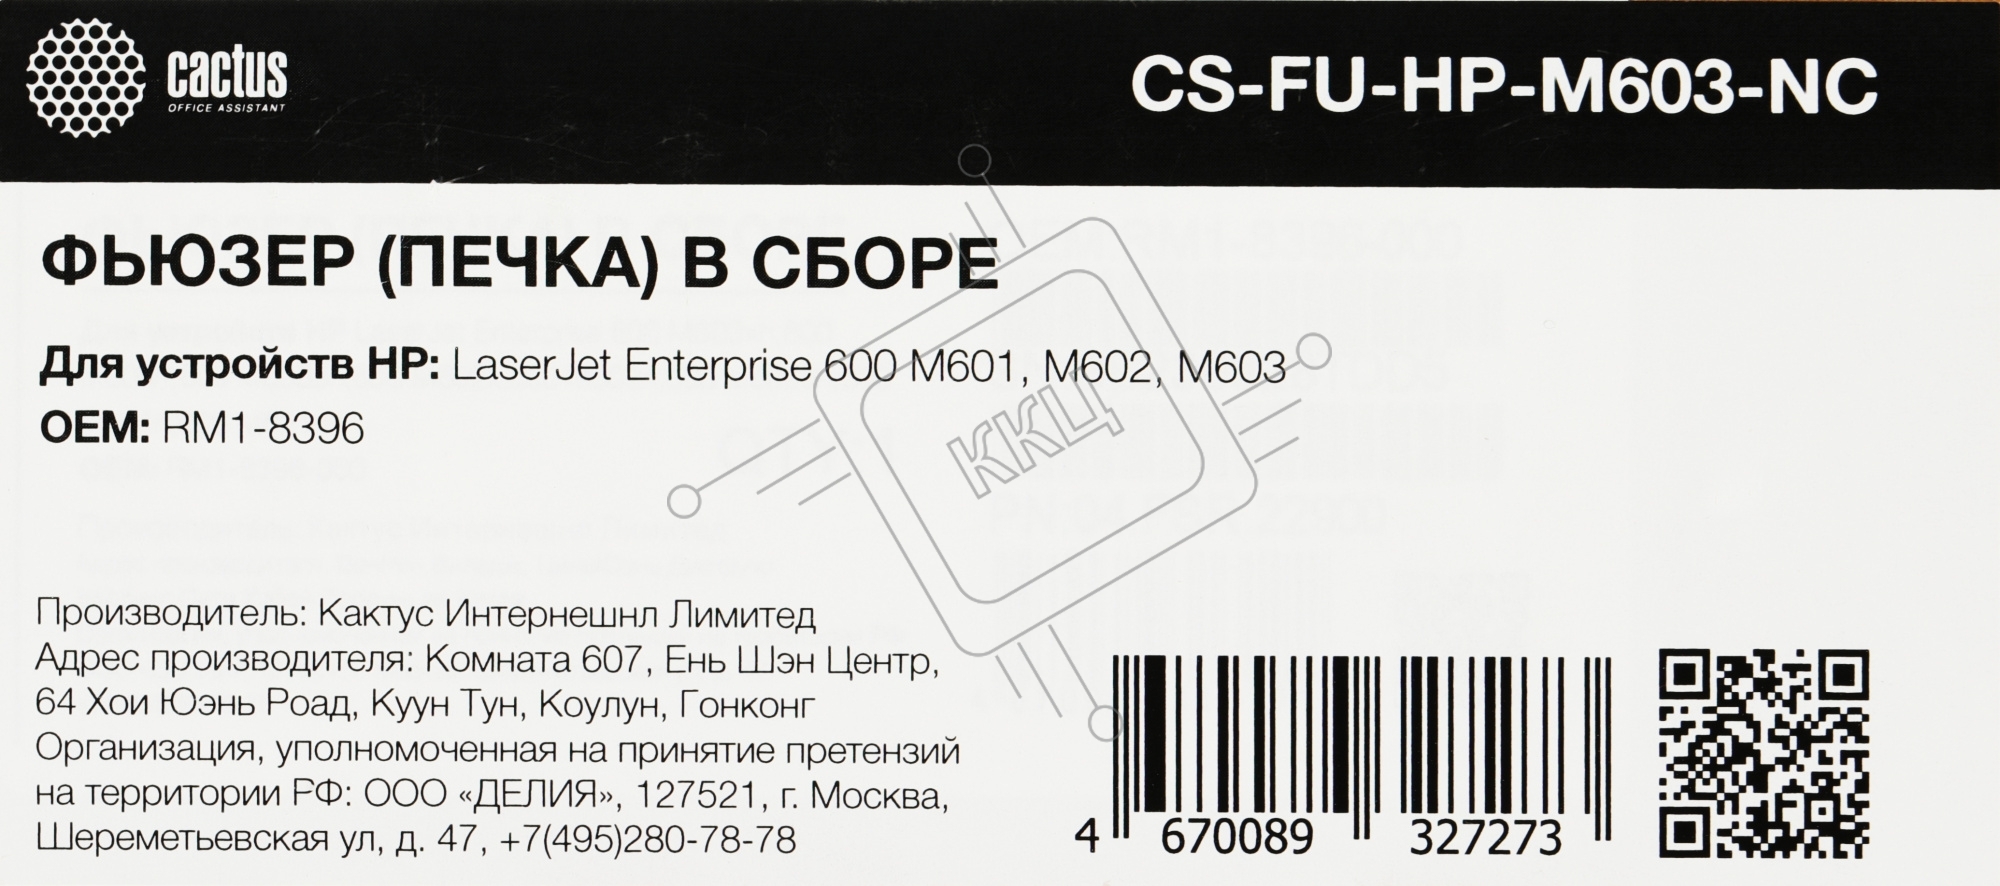 cactus
OFFICE ASSISTANT
CS-FU-HP-M603-NC
ФЬЮЗЕР (ПЕЧКА) В СБОРЕ
Для устройств HP: LaserJet Enterprise 600 M601, M602, M603
OEM: RM1-8396
ККЦ
Производитель: Кактус Интернешнл Лимитед
Адрес производителя: Комната 607, Ень Шэн Центр,
64 Хои Юэнь Роад, Куун Тун, Коулун, Гонконг
Организация, уполномоченная на принятие претензий
на территории РФ: ООО «ДЕЛИЯ», 127521, г. Москва,
Шереметьевская ул, д. 47, +7(495)280-78-78
4 670089 327273